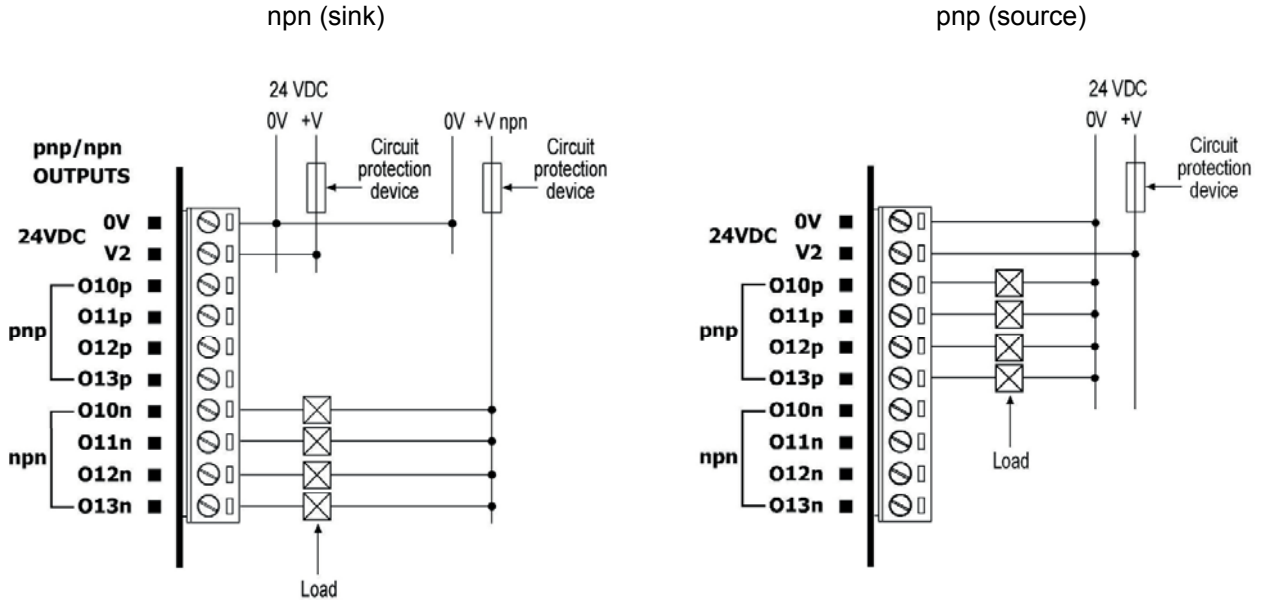 npn (sink)
24 VDC
0V +V
0V +V npn
Circuit
protection
device
Circuit
protection
device
pnp/npn
OUTPUTS
24VDC
0V
V2
pnp
O10p
O11p
O12p
O13p
npn
O10n
O11n
O12n
O13n
Load
pnp (source)
24 VDC
0V +V
Circuit
protection
device
24VDC
0V
V2
pnp
O10p
O11p
O12p
O13p
npn
O10n
O11n
O12n
O13n
Load